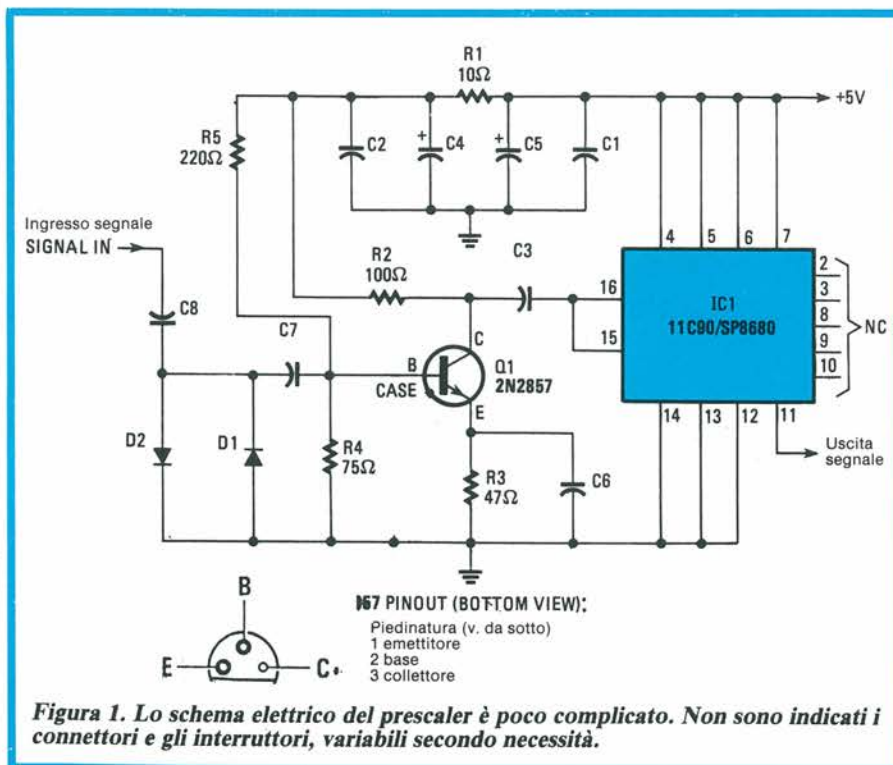 R1
10Ω
+5V
R5
220Ω
C2
+
C4
+
C5
C1
Ingresso segnale
SIGNAL IN
R2
100Ω
C3
4
5
6
7
C8
C7
16
15
IC1
11C90/SP8680
2
3
8
9
10
NC
C
B
CASE
Q1
2N2857
E
14
13
12
11
D2
D1
R4
75Ω
R3
47Ω
C6
Uscita
segnale
B
E
C.
57 PINOUT (BOTTOM VIEW):
Piedinatura (v. da sotto)
1 emettitore
2 base
3 collettore
Figura 1. Lo schema elettrico del prescaler è poco complicato. Non sono indicati i
connettori e gli interruttori, variabili secondo necessità.